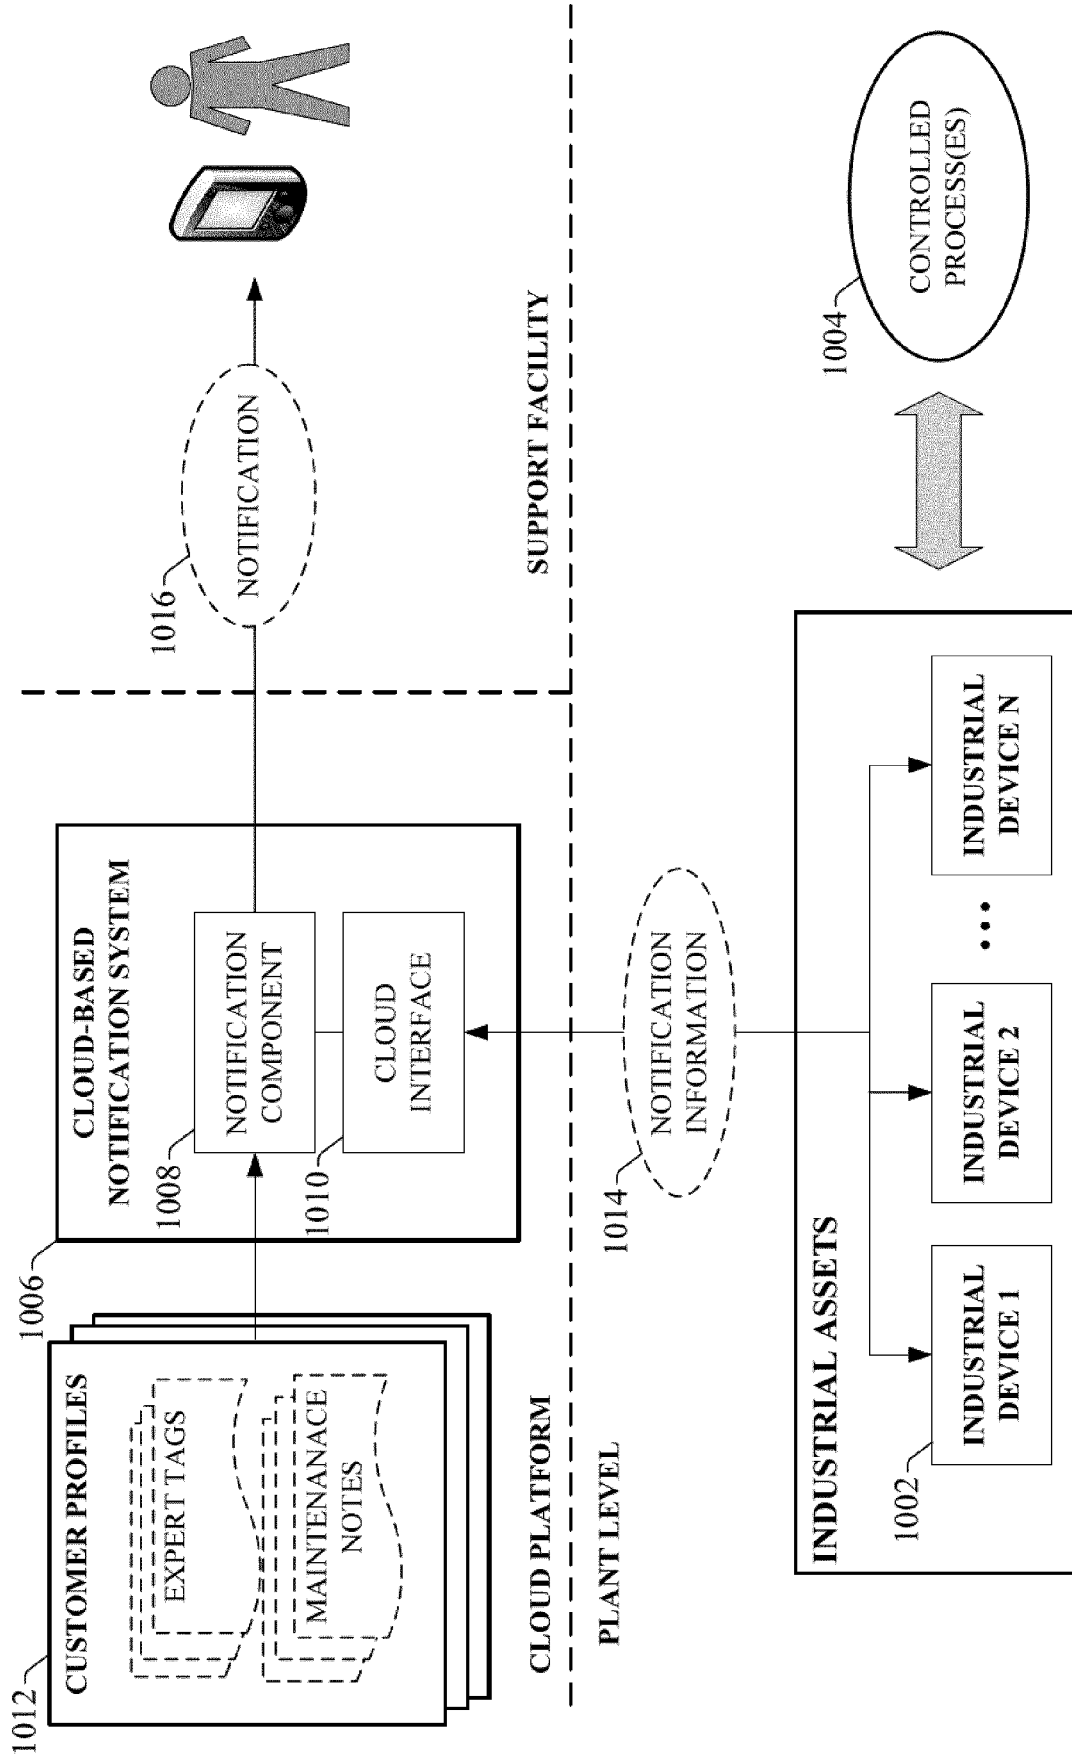 1012
CUSTOMER PROFILES
EXPERT TAGS
MAINTENANACE
NOTES
1006
CLOUD-BASED
NOTIFICATION SYSTEM
1008
NOTIFICATION
COMPONENT
1010
CLOUD
INTERFACE
1016
NOTIFICATION
CLOUD PLATFORM
SUPPORT FACILITY
PLANT LEVEL
1014
NOTIFICATION
INFORMATION
INDUSTRIAL ASSETS
1002
INDUSTRIAL
DEVICE 1
INDUSTRIAL
DEVICE 2
•••
INDUSTRIAL
DEVICE N
1004
CONTROLLED
PROCESS(ES)